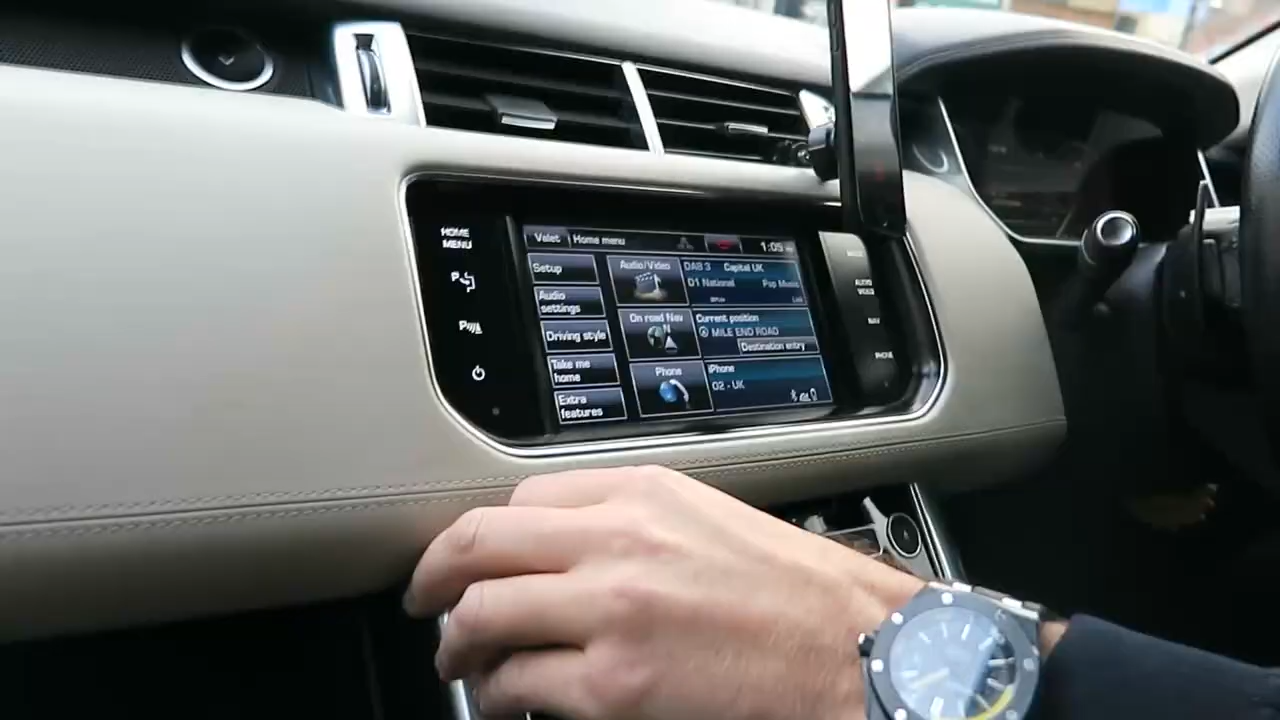 HOME
MENU
Valet
Home menu
1:05
Setup
Audio
settings
Driving style
Take me
home
Extra
features
Audio/Video
DAB 3 Capital UK
D1 National Pop Music
On road Nav
N
Current position
MILE END ROAD
Destination entry
Phone
iPhone
O2 - UK
AUDIO
VIDEO
NAV
PHONE